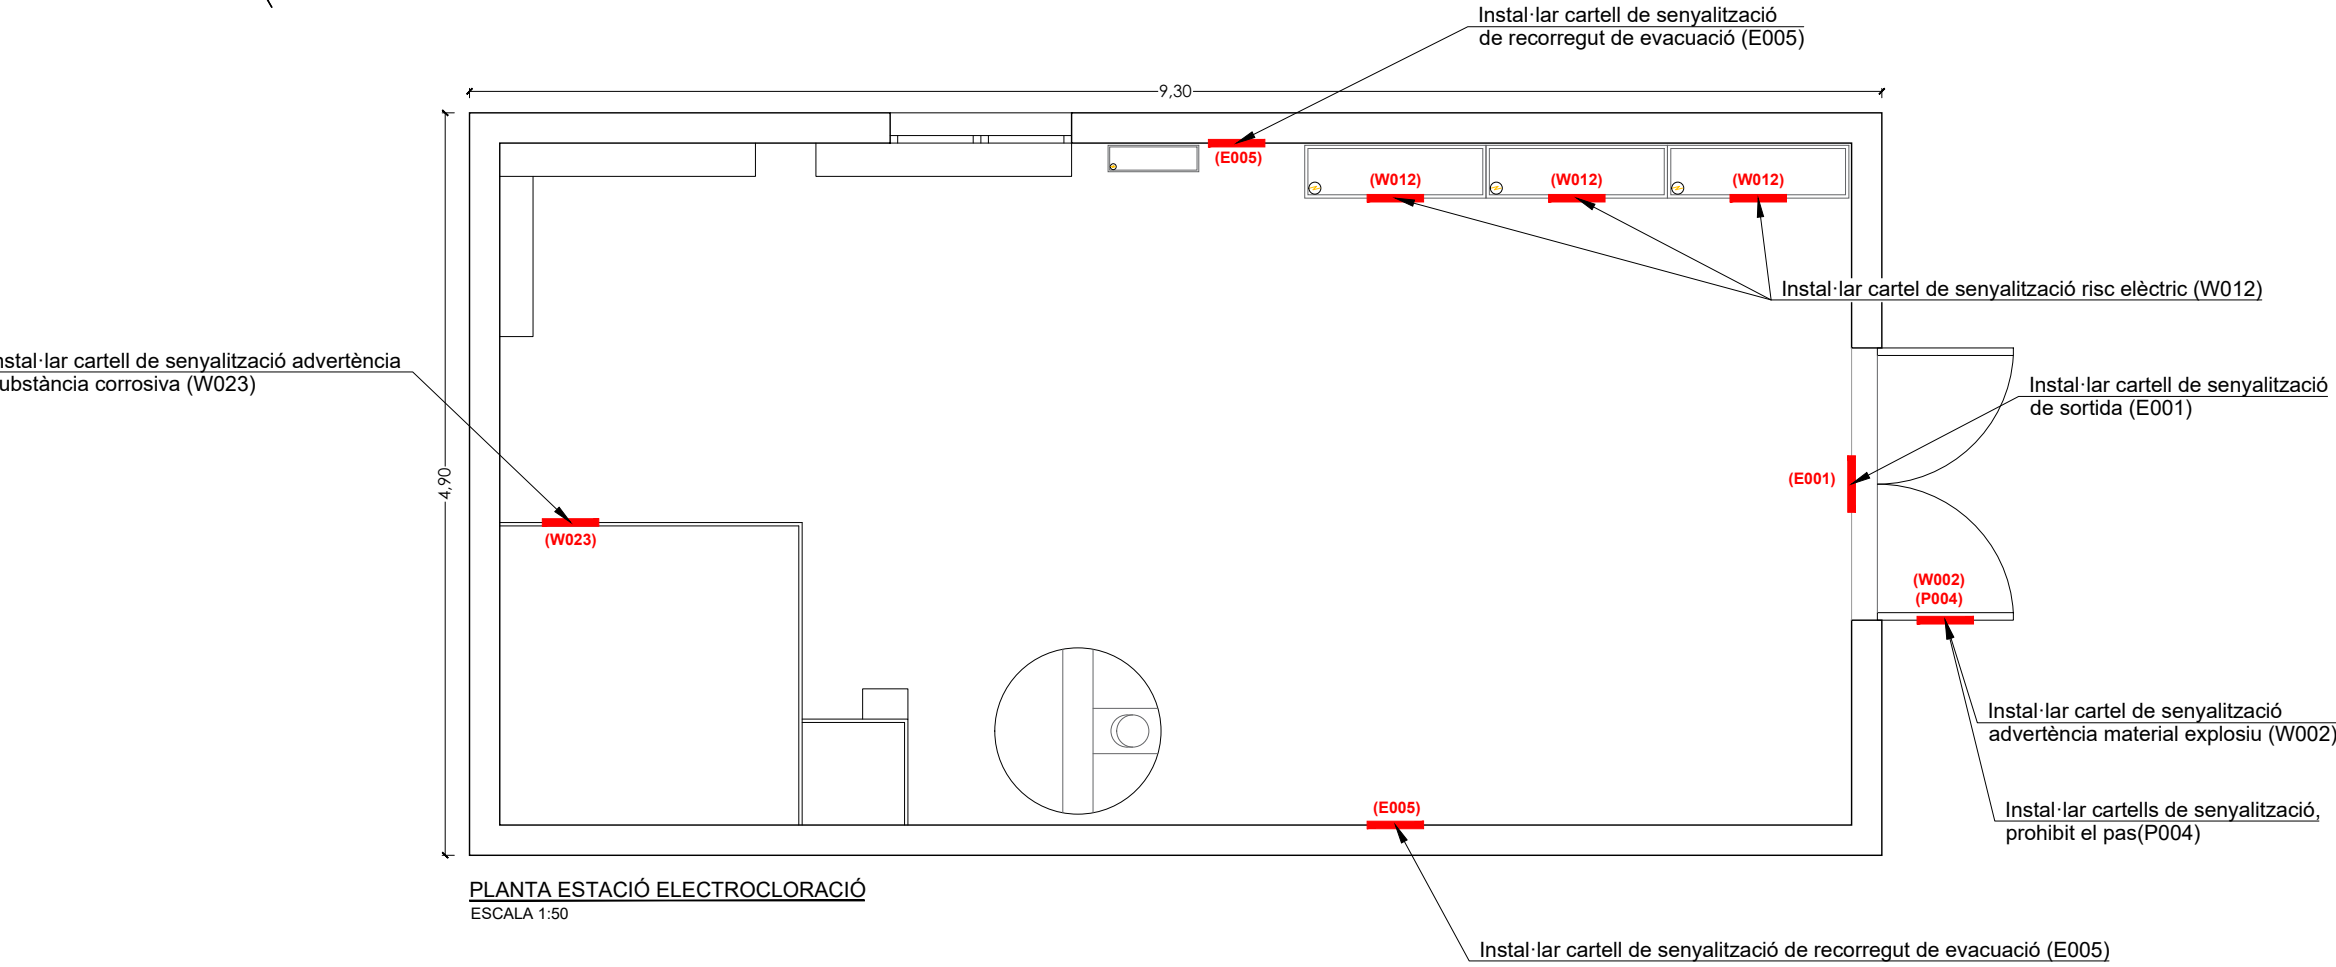 Instal·lar cartell de senyalització
de recorregut de evacuació (E005)
9,30
(E005)
(W012)
(W012)
(W012)
Instal·lar cartel de senyalització risc elèctric (W012)
nstal·lar cartell de senyalització advertència
ubstància corrosiva (W023)
Instal·lar cartell de senyalització
de sortida (E001)
4,90
(E001)
(W023)
(W002)
(P004)
Instal·lar cartel de senyalització
advertència material explosiu (W002)
(E005)
Instal·lar cartells de senyalització,
prohibit el pas(P004)
PLANTA ESTACIÓ ELECTROCLORACIÓ
ESCALA 1:50
Instal·lar cartell de senyalització de recorregut de evacuació (E005)